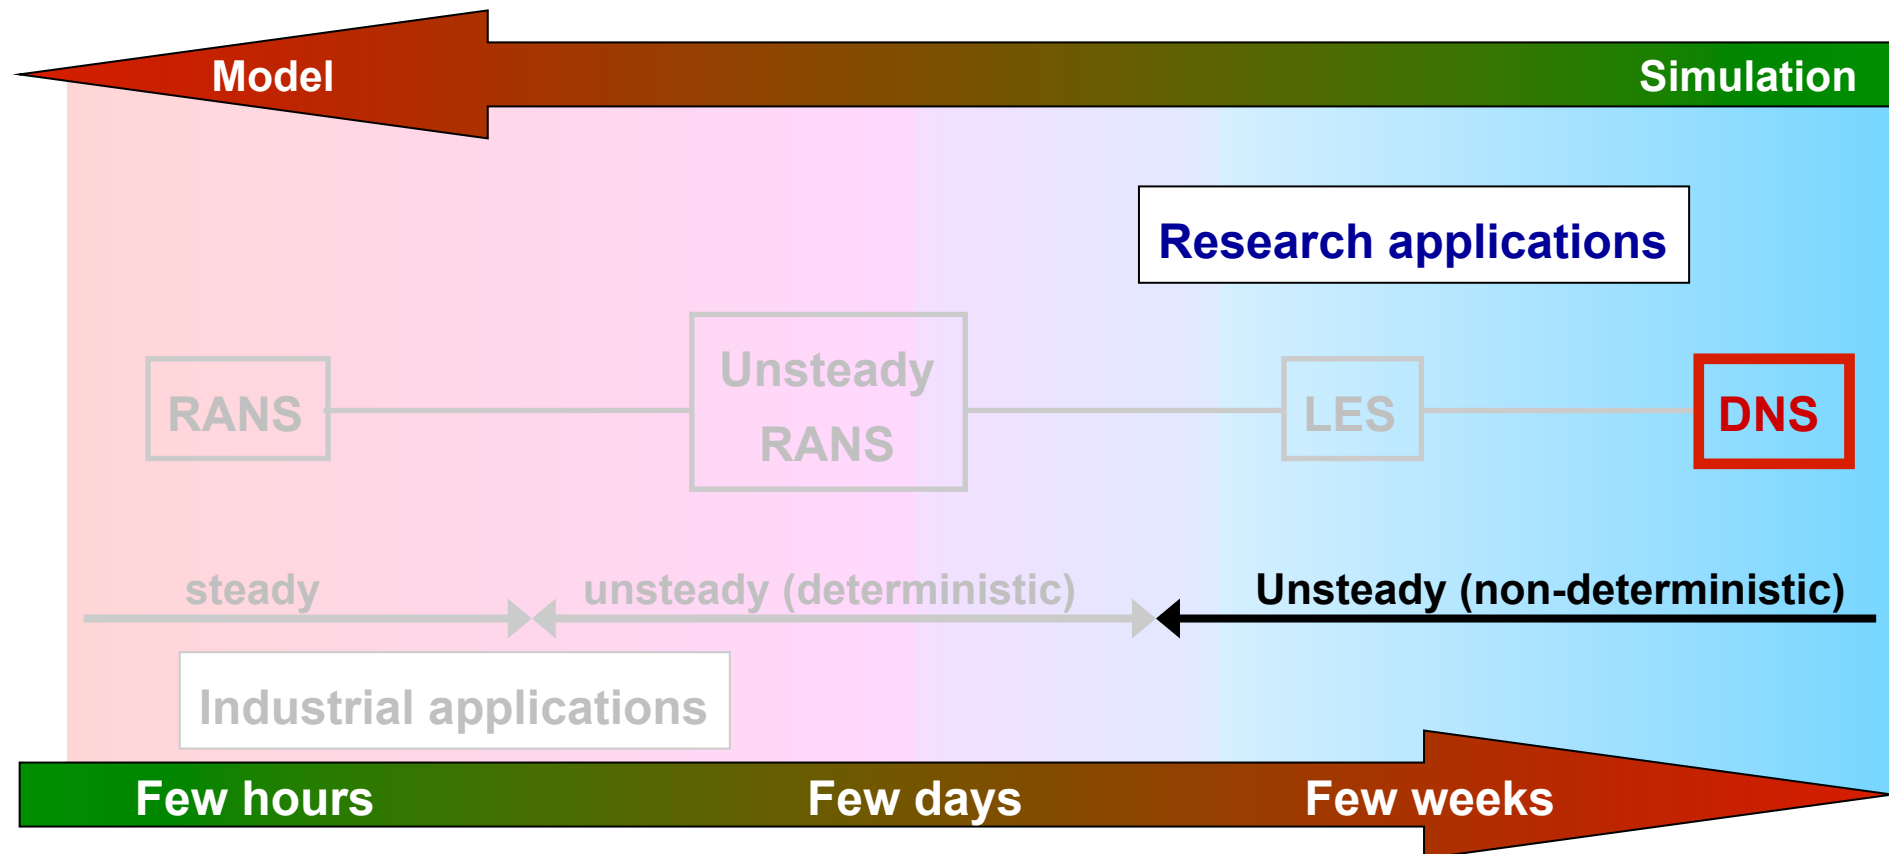 Model
Simulation
Research applications
RANS
Unsteady
RANS
LES
DNS
steady
unsteady (deterministic)
Unsteady (non-deterministic)
Industrial applications
Few hours
Few days
Few weeks